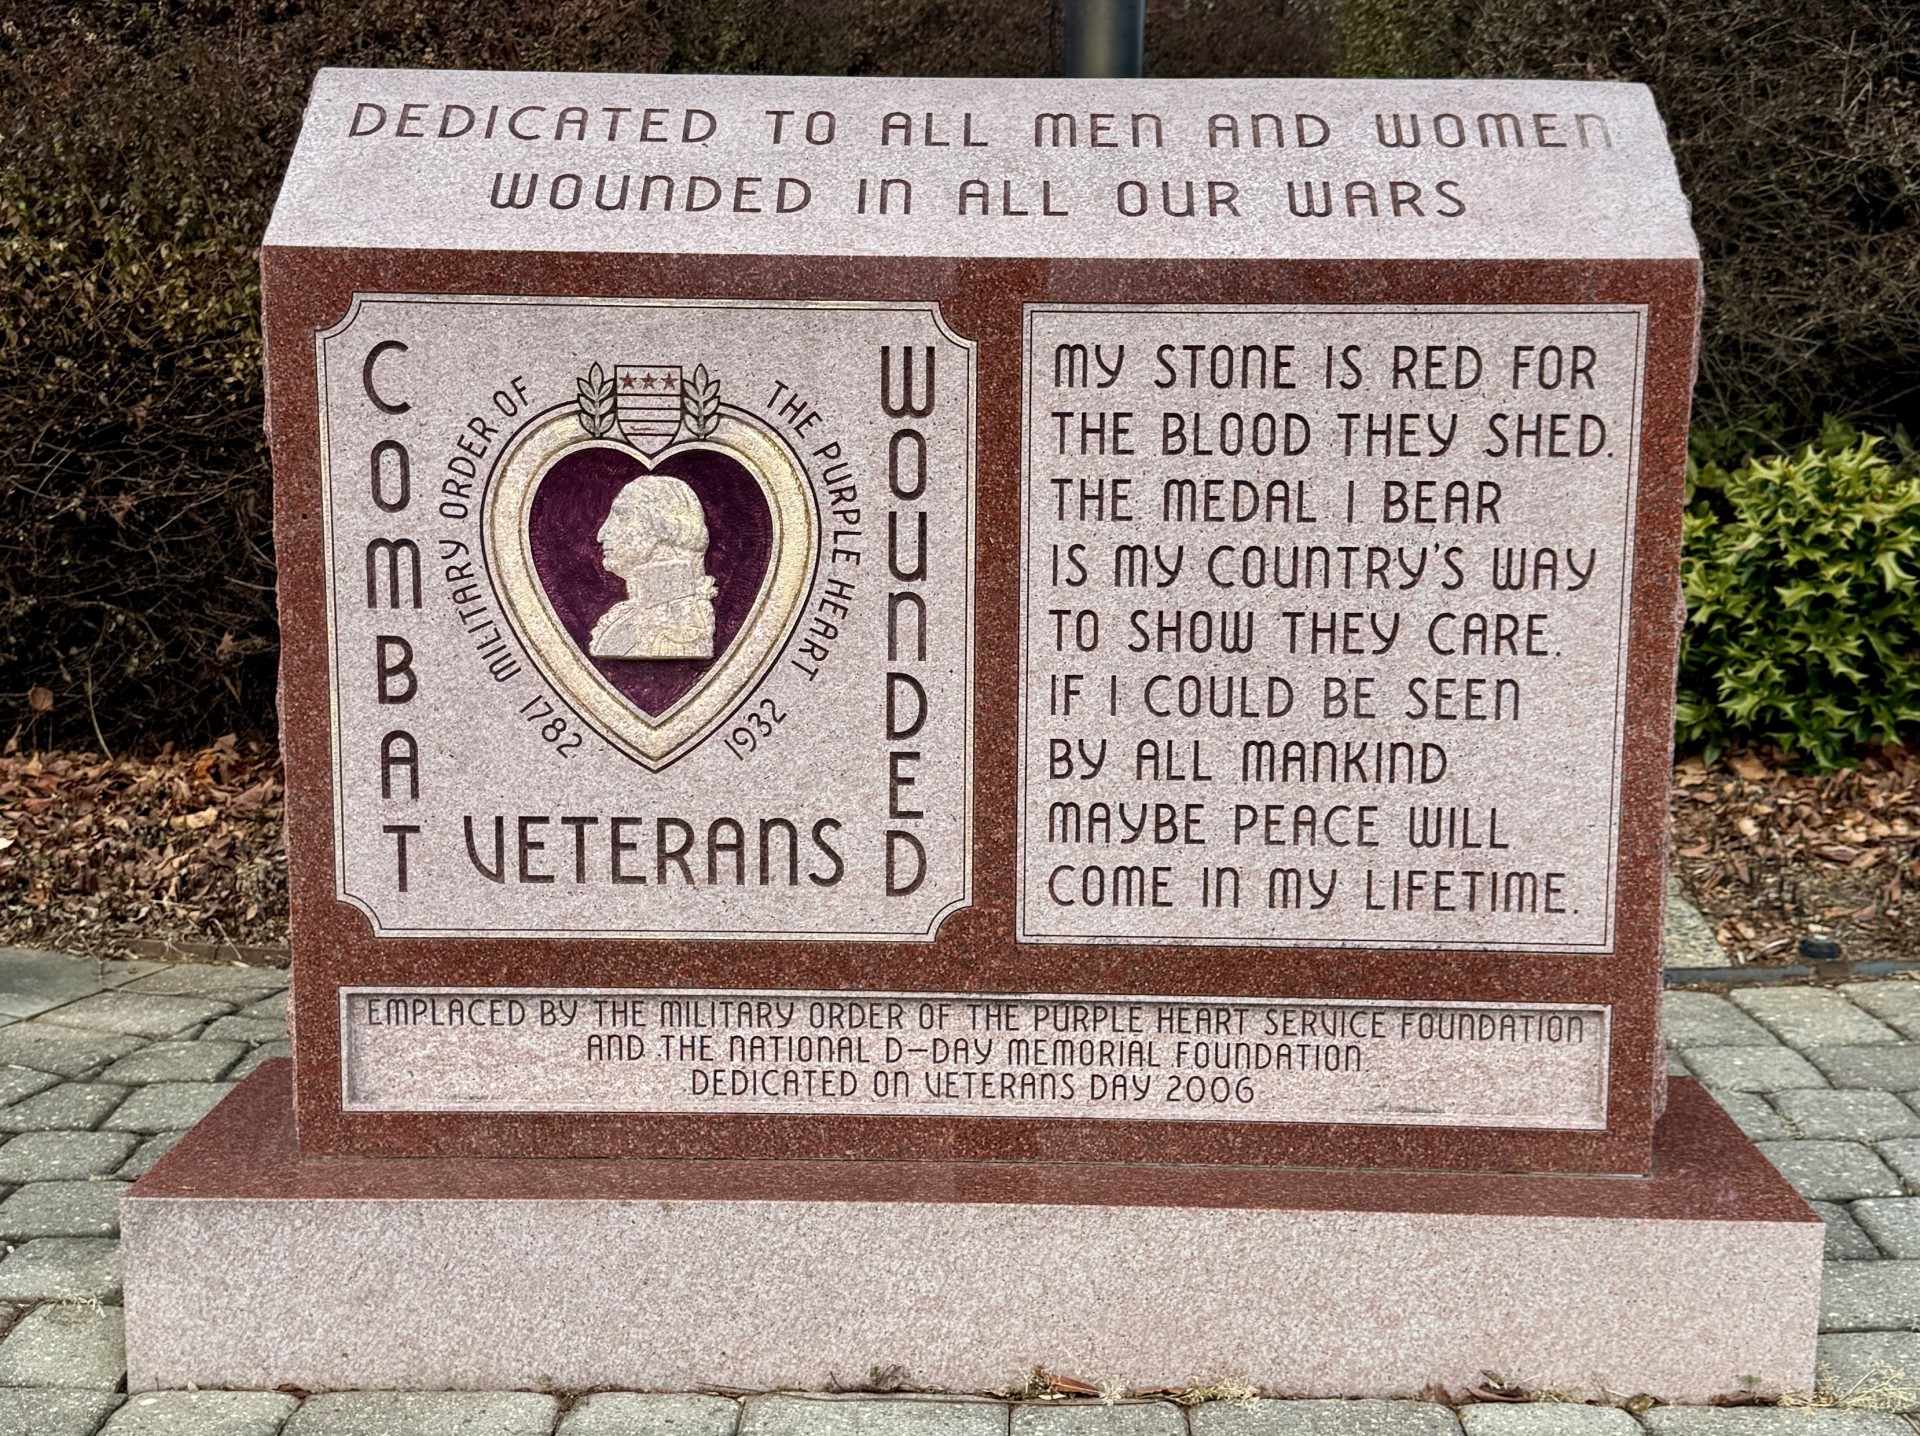 DEDICATED TO ALL MEN AND WOMEN
WOUNDED IN ALL OUR WARS
COMBAT
WOUNDED
VETERANS
MILITARY ORDER OF
THE PURPLE HEART
1782
1932
MY STONE IS RED FOR
THE BLOOD THEY SHED.
THE MEDAL I BEAR
IS MY COUNTRY'S WAY
TO SHOW THEY CARE.
IF I COULD BE SEEN
BY ALL MANKIND
MAYBE PEACE WILL
COME IN MY LIFETIME.
EMPLACED BY THE MILITARY ORDER OF THE PURPLE HEART SERVICE FOUNDATION
AND THE NATIONAL D-DAY MEMORIAL FOUNDATION
DEDICATED ON VETERANS DAY 2006